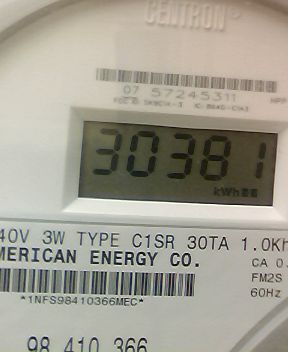 CENTRON®
07 57245311
30381
kWh
40V 3W TYPE C1SR 30TA 1.0Kh
MERICAN ENERGY CO.
CA 0.
FM2S
*1NFS98410366MEC*
60Hz
98 410 366